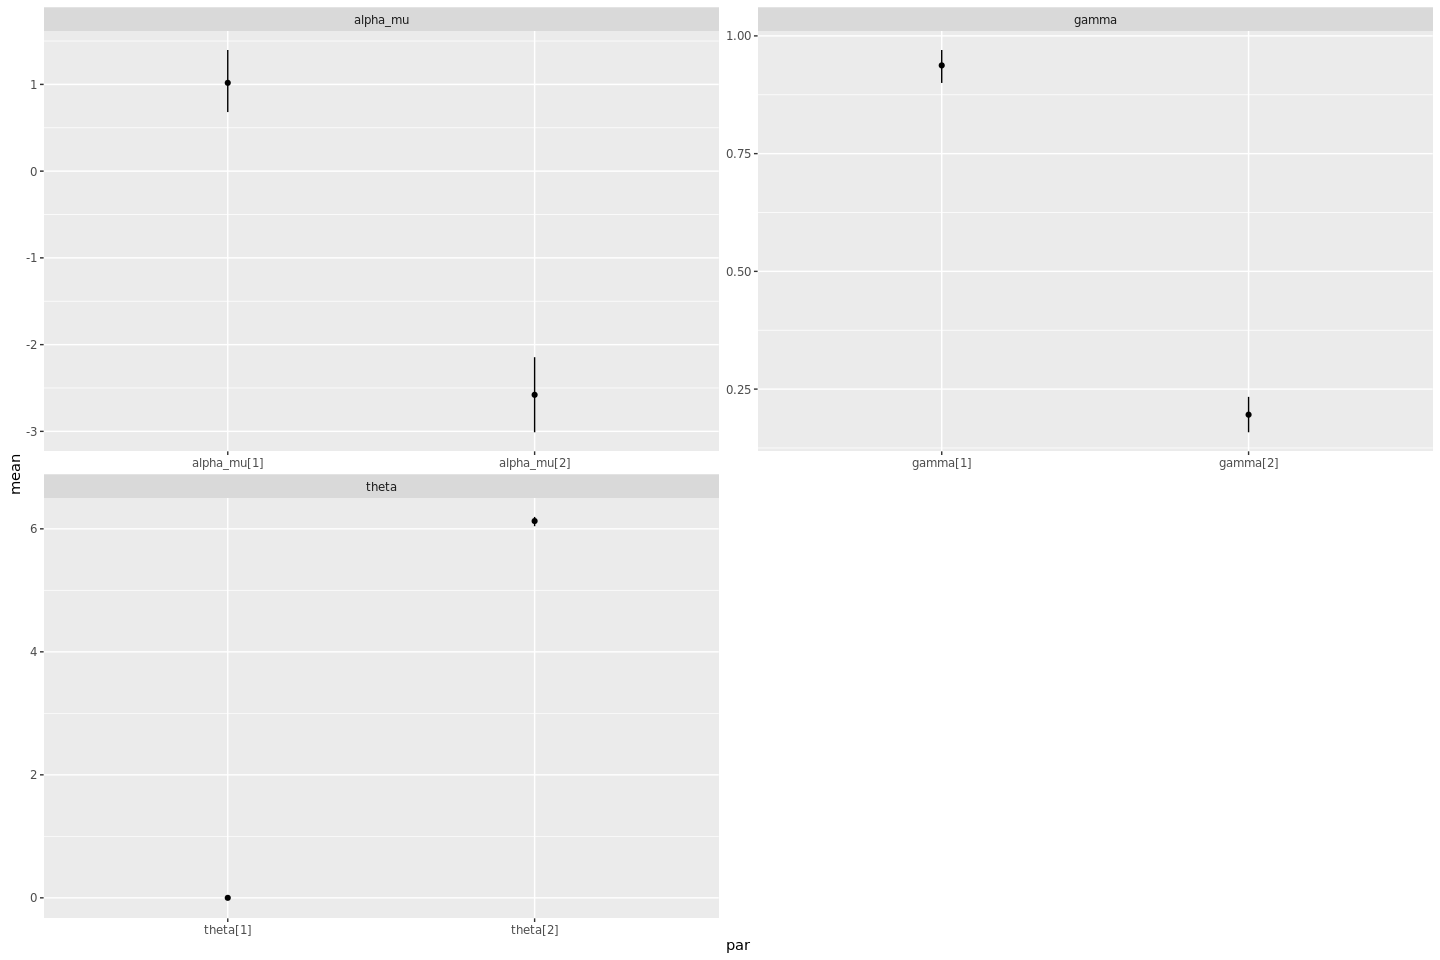 alpha_mu
gamma
1
0
-1
-2
-3
1.00
0.75
0.50
0.25
alpha_mu[1] alpha_mu[2]
gamma[1] gamma[2]
mean
theta
6
4
2
0
theta[1] theta[2]
par